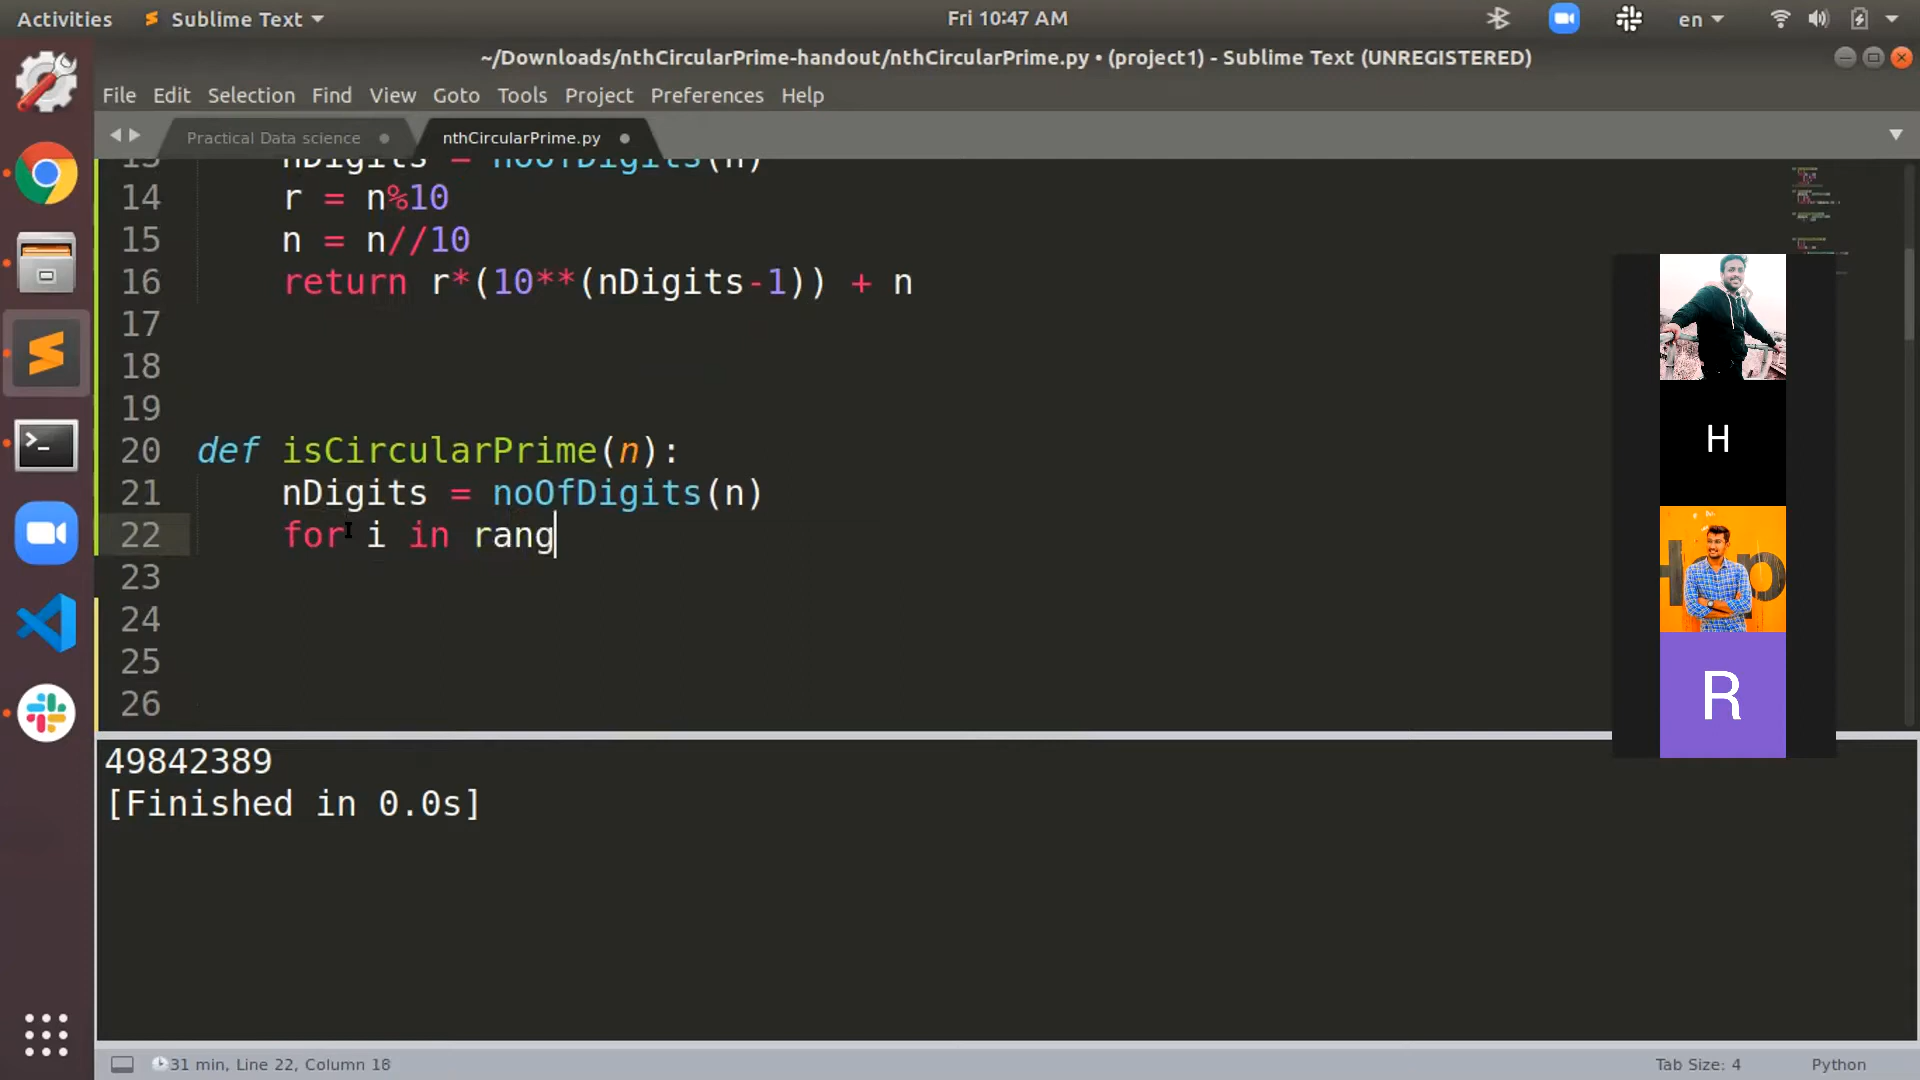 Activities Sublime Text Fri 10:47 AM en
~/Downloads/nthCircularPrime-handout/nthCircularPrime.py • (project1) - Sublime Text (UNREGISTERED)
File Edit Selection Find View Goto Tools Project Preferences Help
Practical Data science nthCircularPrime.py
13 nDigits = noOfDigits(n)
14 r = n%10
15 n = n//10
16 return r*(10**(nDigits-1)) + n
17
18
19
20 def isCircularPrime(n):
21 nDigits = noOfDigits(n)
22 for i in rang
23
24
25
26
H
R
49842389
[Finished in 0.0s]
31 min, Line 22, Column 18 Tab Size: 4 Python